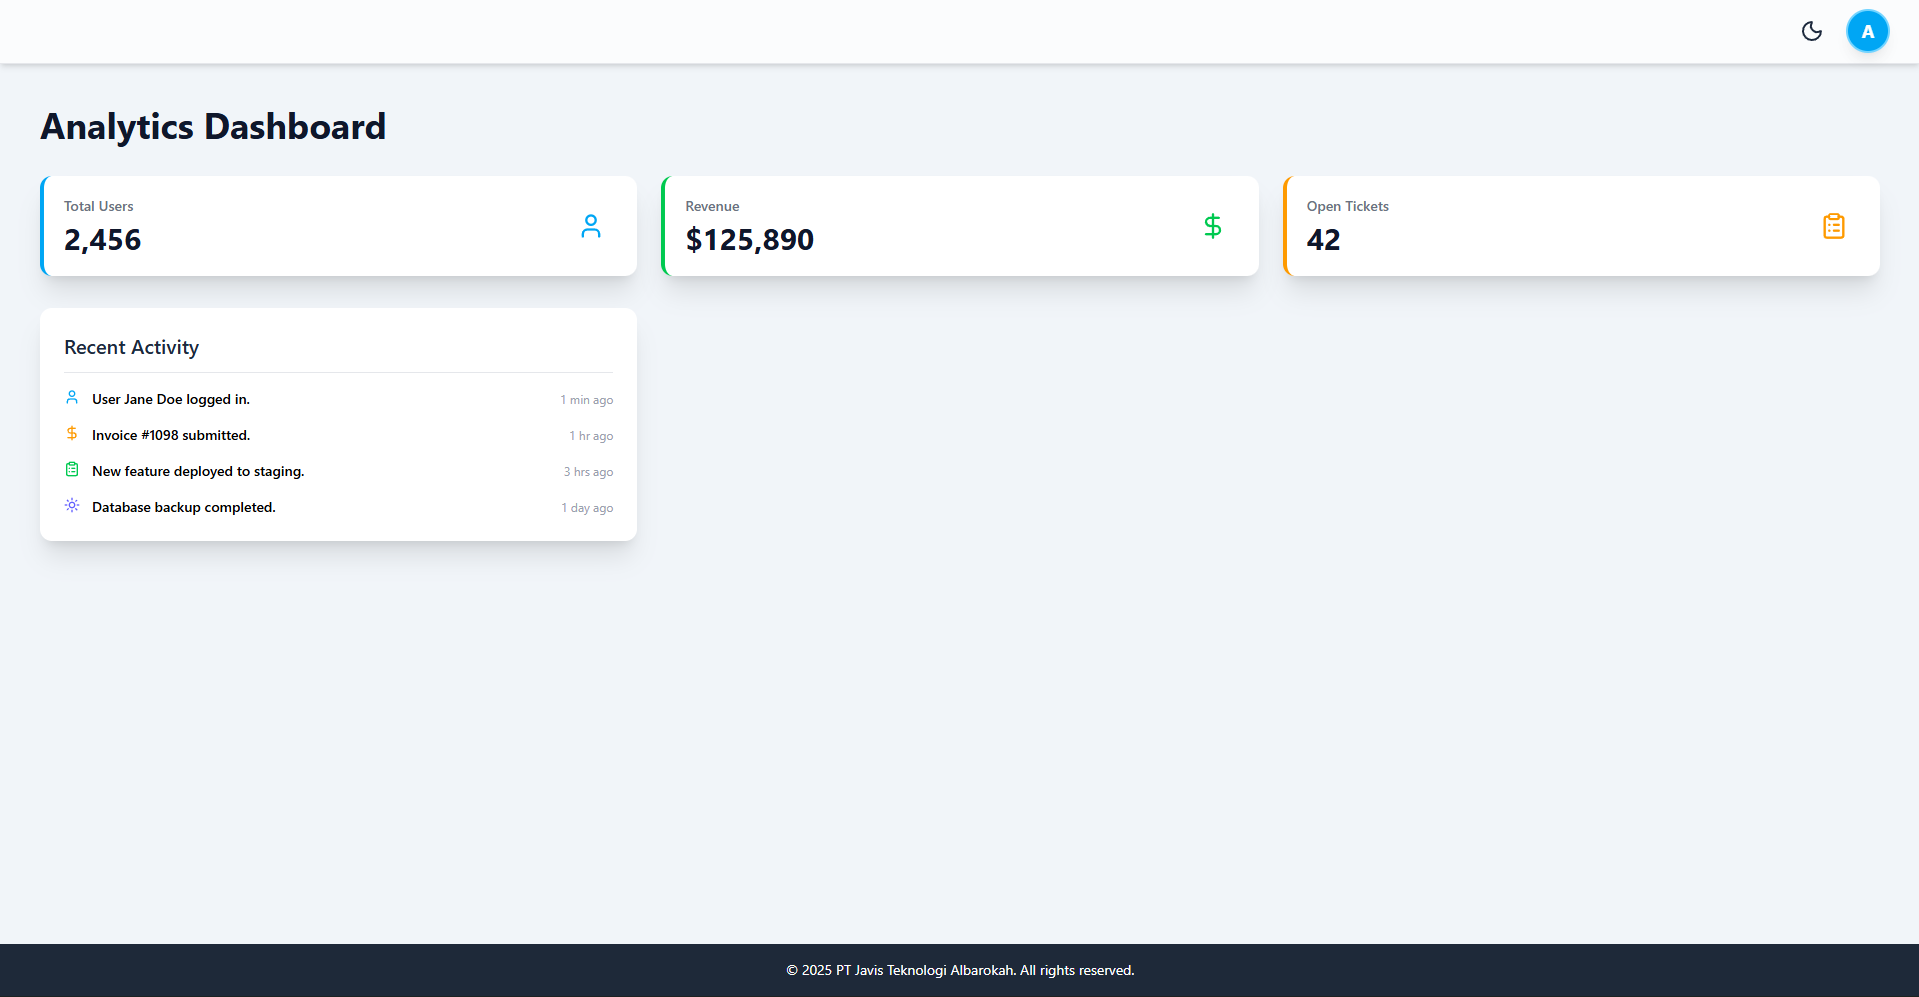 A
Analytics Dashboard
Total Users
2,456
Revenue
$125,890
Open Tickets
42
Recent Activity
User Jane Doe logged in. 1 min ago
Invoice #1098 submitted. 1 hr ago
New feature deployed to staging. 3 hrs ago
Database backup completed. 1 day ago
© 2025 PT Javis Teknologi Albarokah. All rights reserved.